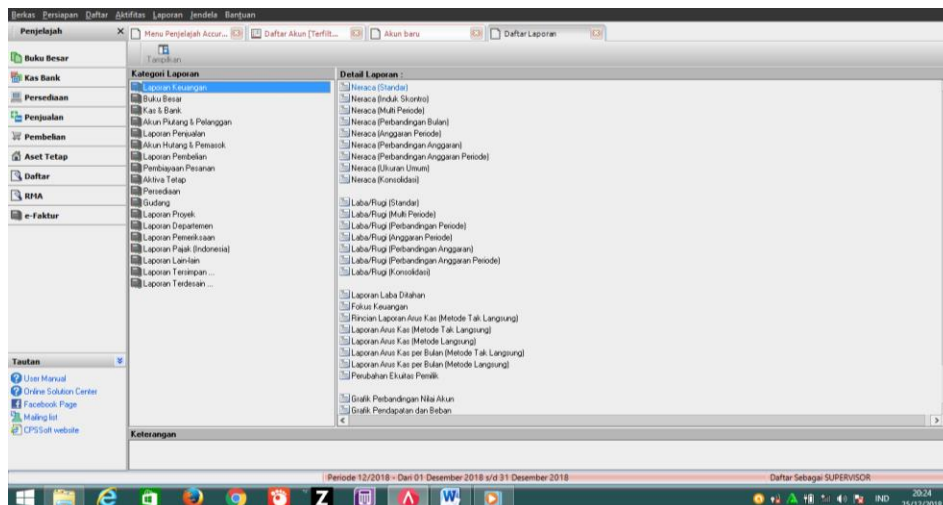 Berkas Persiapan Daftar Aktifitas Laporan Jendela Bantuan
Penjelajah
Menu Penjelajah Accur...
Daftar Akun [Terfilt...
Akun baru
Daftar Laporan
Tampilkan
Buku Besar
Kas Bank
Persediaan
Penjualan
Pembelian
Aset Tetap
Daftar
RMA
e-Faktur
Tautan
User Manual
Online Solution Center
Facebook Page
Mailing list
CPSSoft website
Kategori Laporan
Laporan Keuangan
Buku Besar
Kas & Bank
Akun Piutang & Pelanggan
Laporan Penjualan
Akun Hutang & Pemasok
Laporan Pembelian
Pembiayaan Pesanan
Aktiva Tetap
Persediaan
Gudang
Laporan Proyek
Laporan Departemen
Laporan Pemeriksaan
Laporan Pajak (Indonesia)
Laporan Lain-lain
Laporan Tersimpan ...
Laporan Terdesain ...
Detail Laporan :
Neraca (Standar)
Neraca (Induk Skontro)
Neraca (Multi Periode)
Neraca (Perbandingan Bulan)
Neraca (Anggaran Periode)
Neraca (Perbandingan Anggaran)
Neraca (Perbandingan Anggaran Periode)
Neraca (Ukuran Umum)
Neraca (Konsolidasi)
Laba/Rugi (Standar)
Laba/Rugi (Multi Periode)
Laba/Rugi (Perbandingan Periode)
Laba/Rugi (Anggaran Periode)
Laba/Rugi (Perbandingan Anggaran)
Laba/Rugi (Perbandingan Anggaran Periode)
Laba/Rugi (Konsolidasi)
Laporan Laba Ditahan
Fokus Keuangan
Rincian Laporan Arus Kas (Metode Tak Langsung)
Laporan Arus Kas (Metode Tak Langsung)
Laporan Arus Kas (Metode Langsung)
Laporan Arus Kas per Bulan (Metode Tak Langsung)
Laporan Arus Kas per Bulan (Metode Langsung)
Perubahan Ekuitas Pemilik
Grafik Perbandingan Nilai Akun
Grafik Pendapatan dan Beban
Keterangan
Periode 12/2018 - Dari 01 Desember 2018 s/d 31 Desember 2018
Daftar Sebagai SUPERVISOR
IND
20:24
25/12/2018